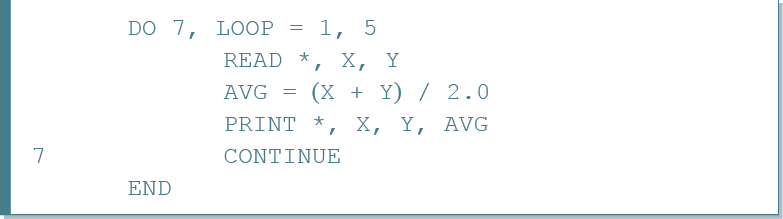 DO 7, LOOP = 1, 5
READ *, X, Y
AVG = (X + Y) / 2.0
PRINT *, X, Y, AVG
7 CONTINUE
END